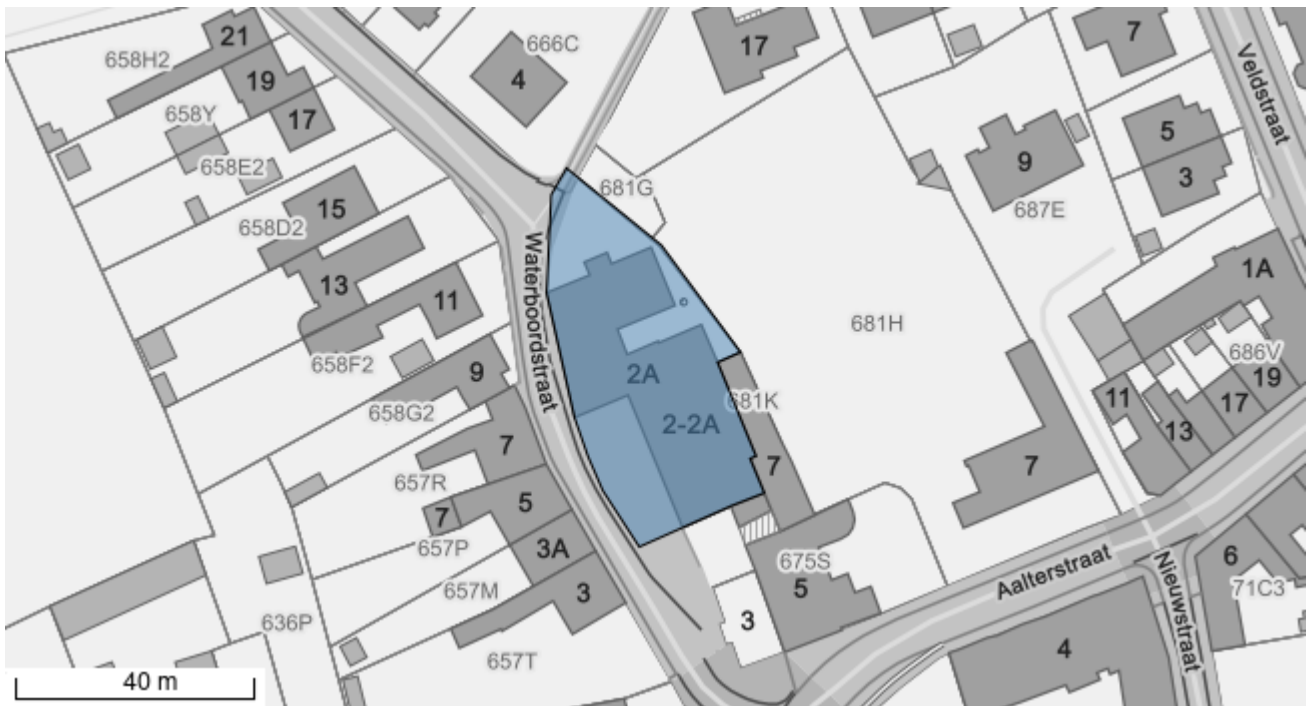 21
658H2
19
17
658Y
658E2
666C
4
17
7
Veldstraat
5
3
9
687E
681G
15
658D2
13
11
658F2
Waterboordstraat
9
658G2
2A
2-2A
681K
681H
1A
686V
19
17
13
11
7
7
657R
7
5
7
657P
3A
657M
3
657T
636P
675S
5
3
Aalterstraat
Nieuwstraat
6
71C3
4
40 m